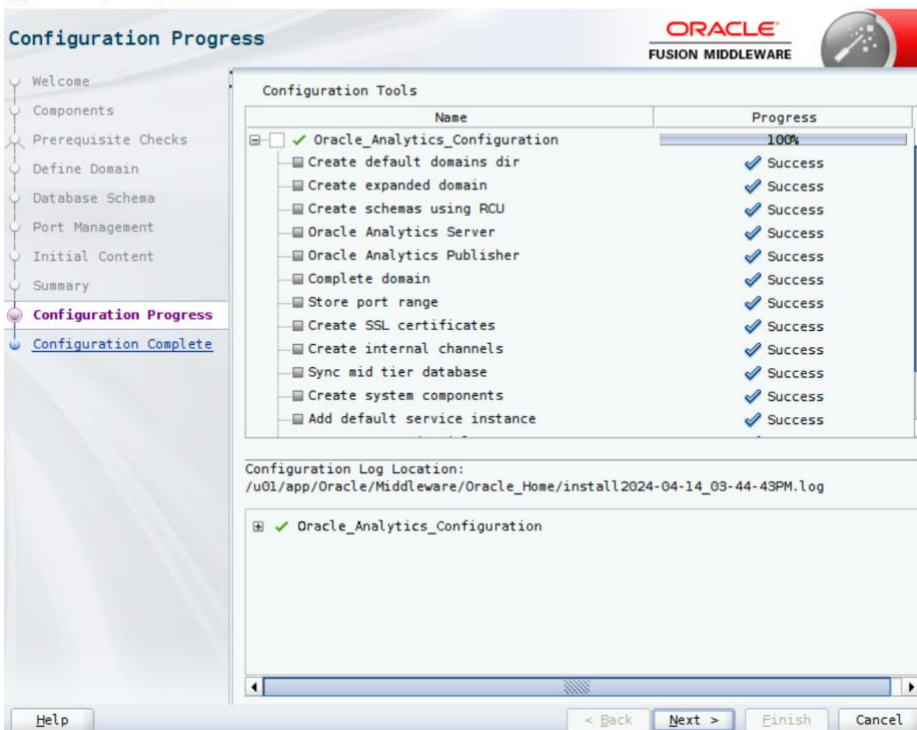 Configuration Progress
ORACLE
FUSION MIDDLEWARE
Welcome
Components
Prerequisite Checks
Define Domain
Database Schema
Port Management
Initial Content
Summary
Configuration Progress
Configuration Complete
Configuration Tools
Name Progress
Oracle_Analytics_Configuration 100%
Create default domains dir Success
Create expanded domain Success
Create schemas using RCU Success
Oracle Analytics Server Success
Oracle Analytics Publisher Success
Complete domain Success
Store port range Success
Create SSL certificates Success
Create internal channels Success
Sync mid tier database Success
Create system components Success
Add default service instance Success
Configuration Log Location:
/u01/app/Oracle/Middleware/Oracle_Home/install2024-04-14_03-44-43PM.log
Oracle_Analytics_Configuration
Help < Back Next > Finish Cancel